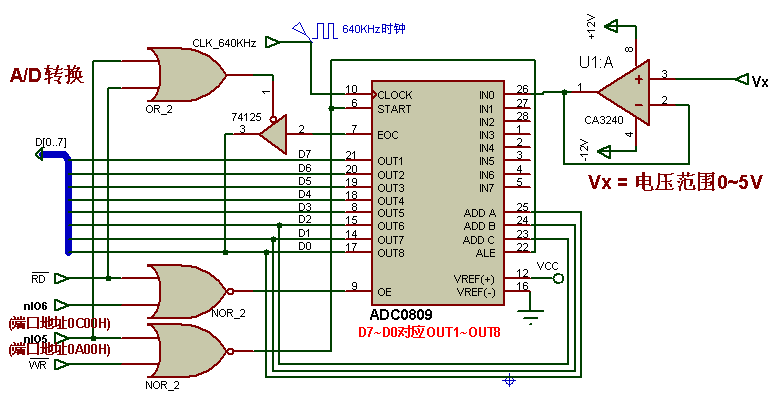 CLK_640KHz
640KHz时钟
+12V
A/D转换
OR_2
1
74125
3
2
10
CLOCK
6
START
7
EOC
21
OUT1
20
OUT2
19
OUT3
18
OUT4
8
OUT5
15
OUT6
14
OUT7
17
OUT8
9
OE
IN0
26
IN1
27
IN2
28
IN3
1
IN4
2
IN5
3
IN6
4
IN7
5
ADD A
25
ADD B
24
ADD C
23
ALE
22
VREF(+)
12
VREF(-)
16
VCC
U1:A
8
3
2
1
4
+
−
CA3240
-12V
Vx
Vx = 电压范围0~5V
D[0..7]
D7
D6
D5
D4
D3
D2
D1
D0
RD
nIO6
(端口地址0C00H)
NOR_2
nIO5
(端口地址0A00H)
WR
NOR_2
ADC0809
D7~D0对应OUT1~OUT8